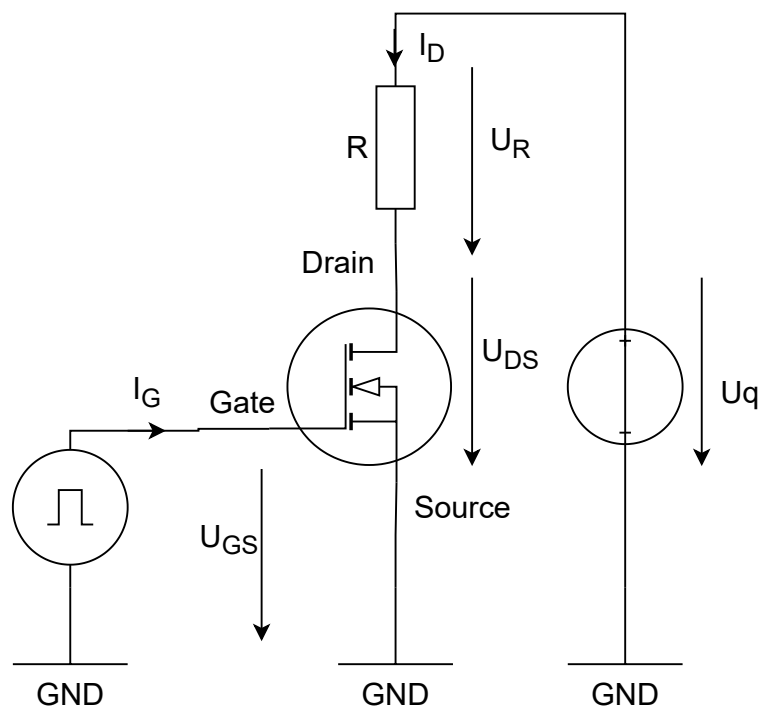 I_D
R
U_R
Drain
U_DS
I_G
Gate
Uq
Source
U_GS
GND
GND
GND